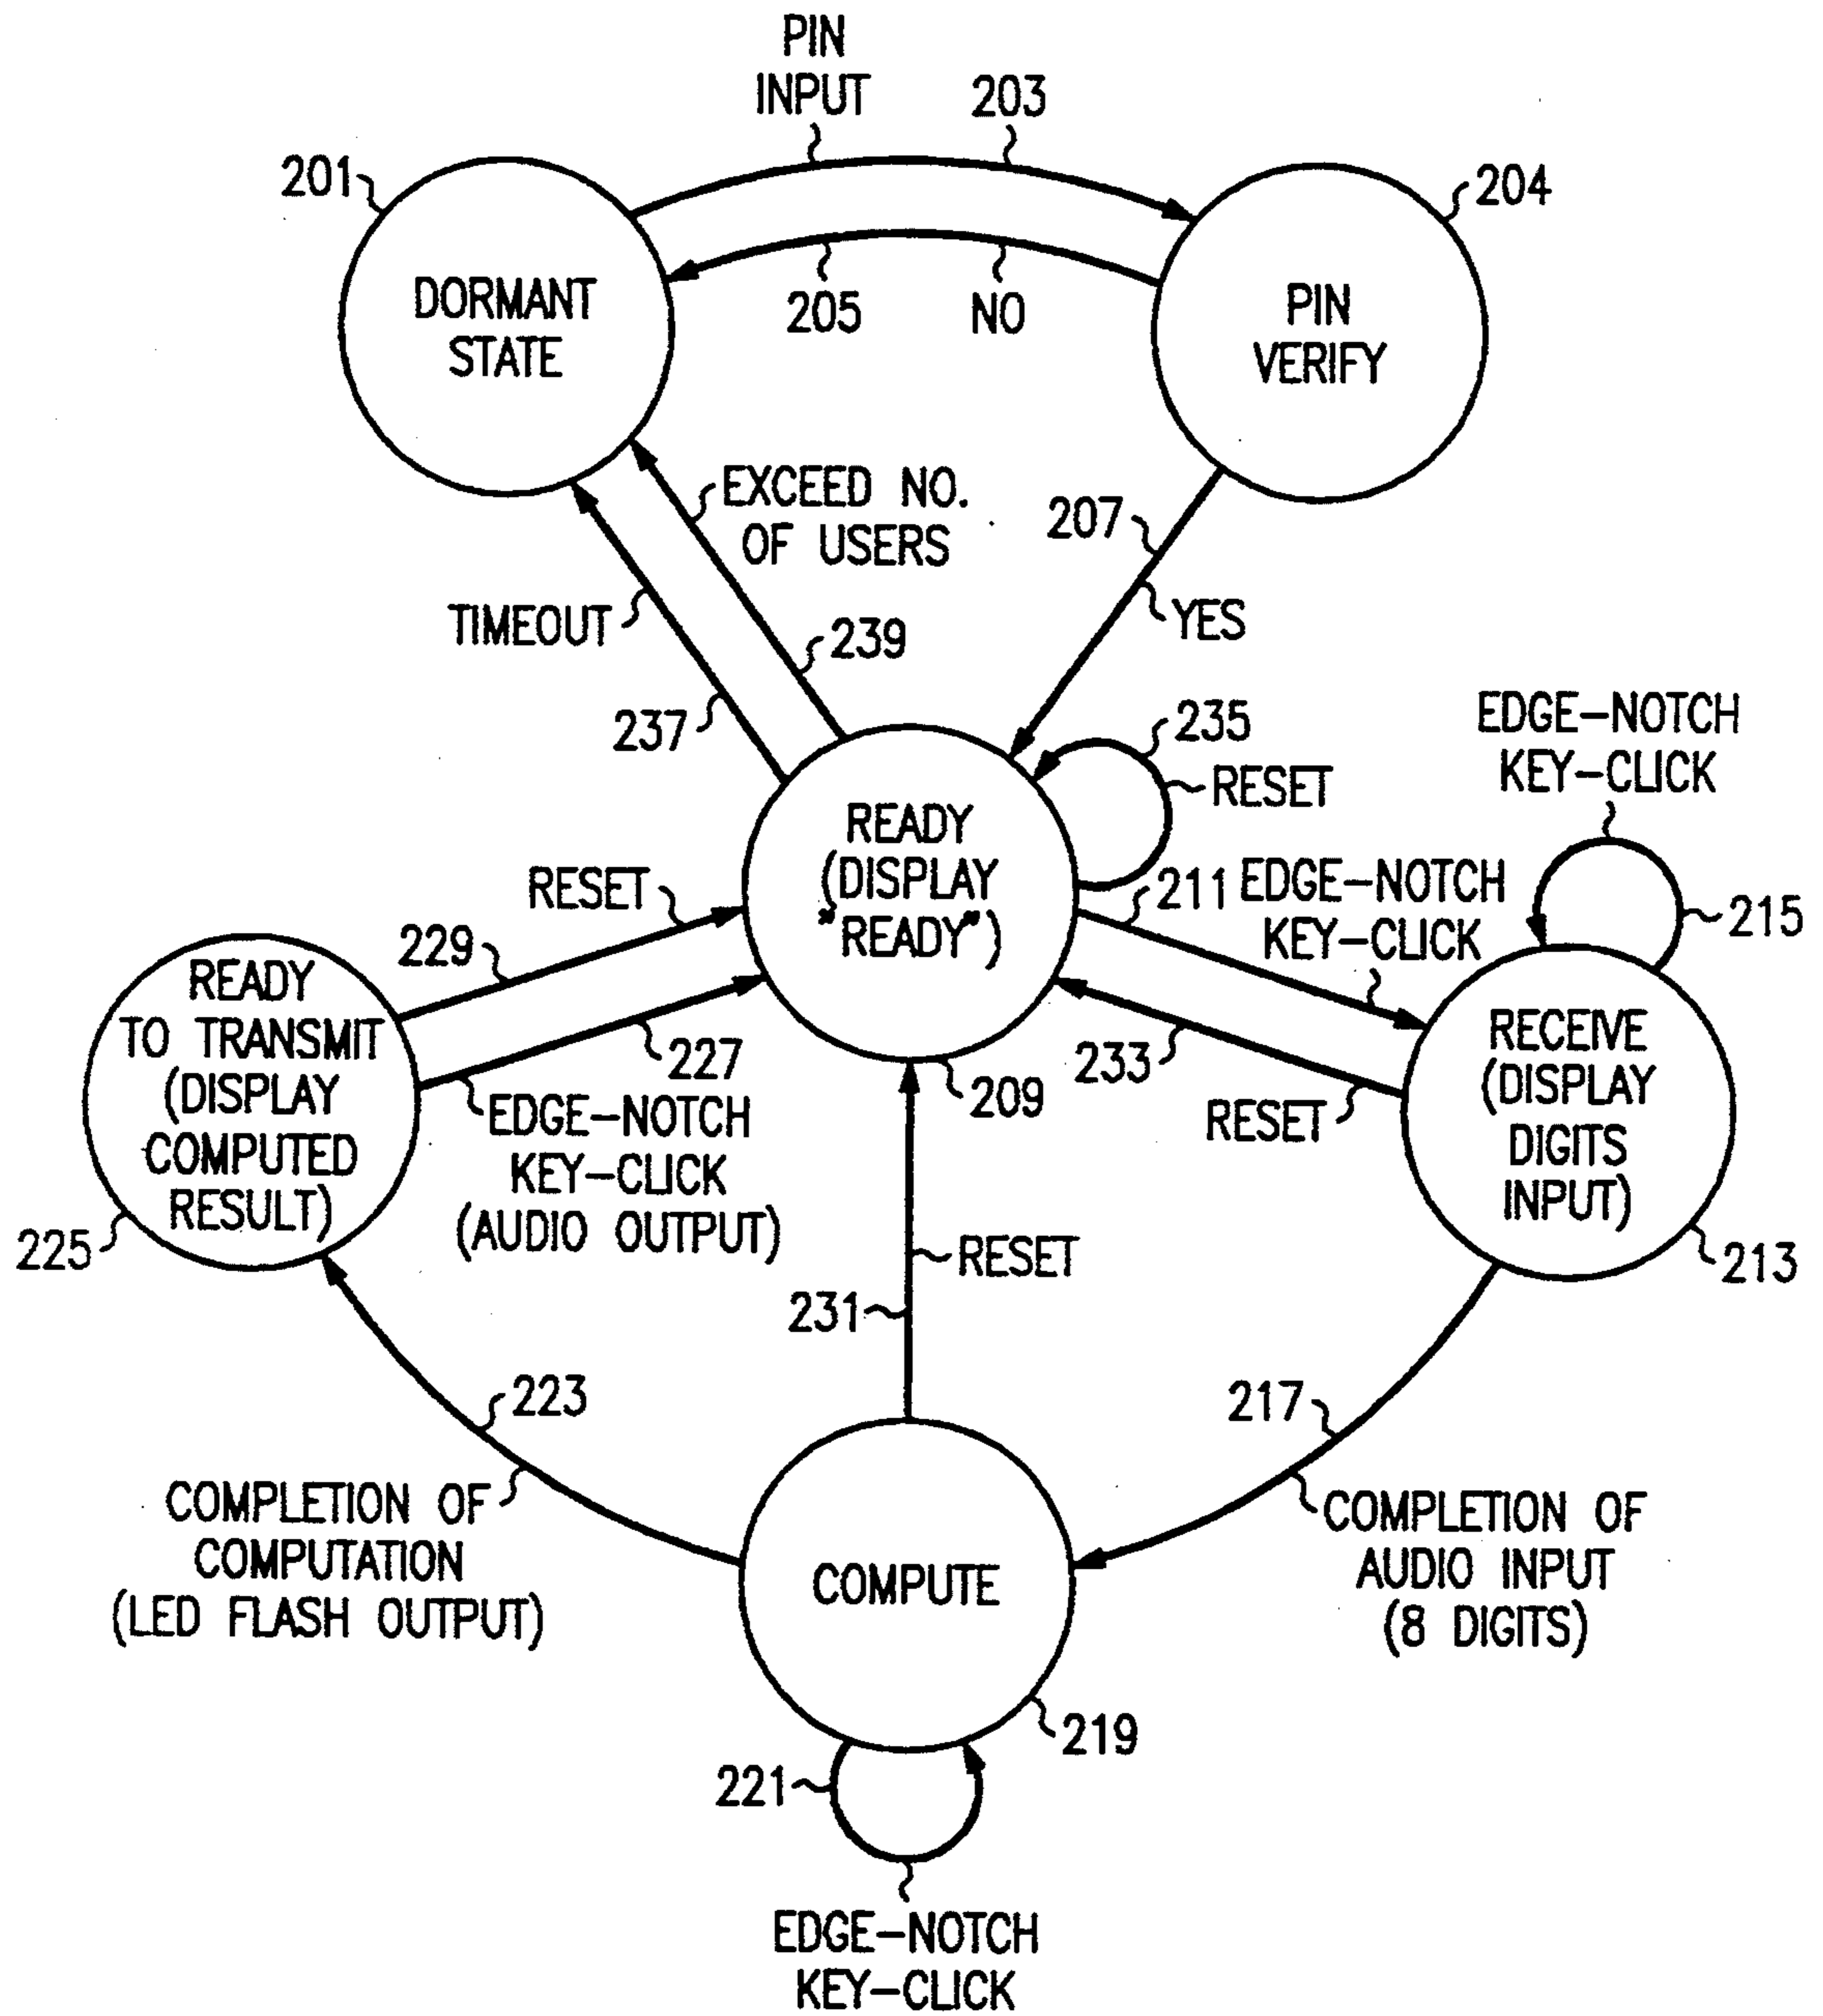 PIN
INPUT
203
201
204
DORMANT
STATE
205
NO
PIN
VERIFY
EXCEED NO.
OF USERS
207
TIMEOUT
YES
239
237
235
RESET
EDGE-NOTCH
KEY-CLICK
READY
(DISPLAY
"READY")
RESET
211
EDGE-NOTCH
KEY-CLICK
215
229
READY
TO TRANSMIT
(DISPLAY
COMPUTED
RESULT)
227
233
209
RECEIVE
(DISPLAY
DIGITS
INPUT)
EDGE-NOTCH
KEY-CLICK
(AUDIO OUTPUT)
RESET
225
213
RESET
231
223
217
COMPLETION OF
COMPUTATION
(LED FLASH OUTPUT)
COMPUTE
COMPLETION OF
AUDIO INPUT
(8 DIGITS)
219
221
EDGE-NOTCH
KEY-CLICK